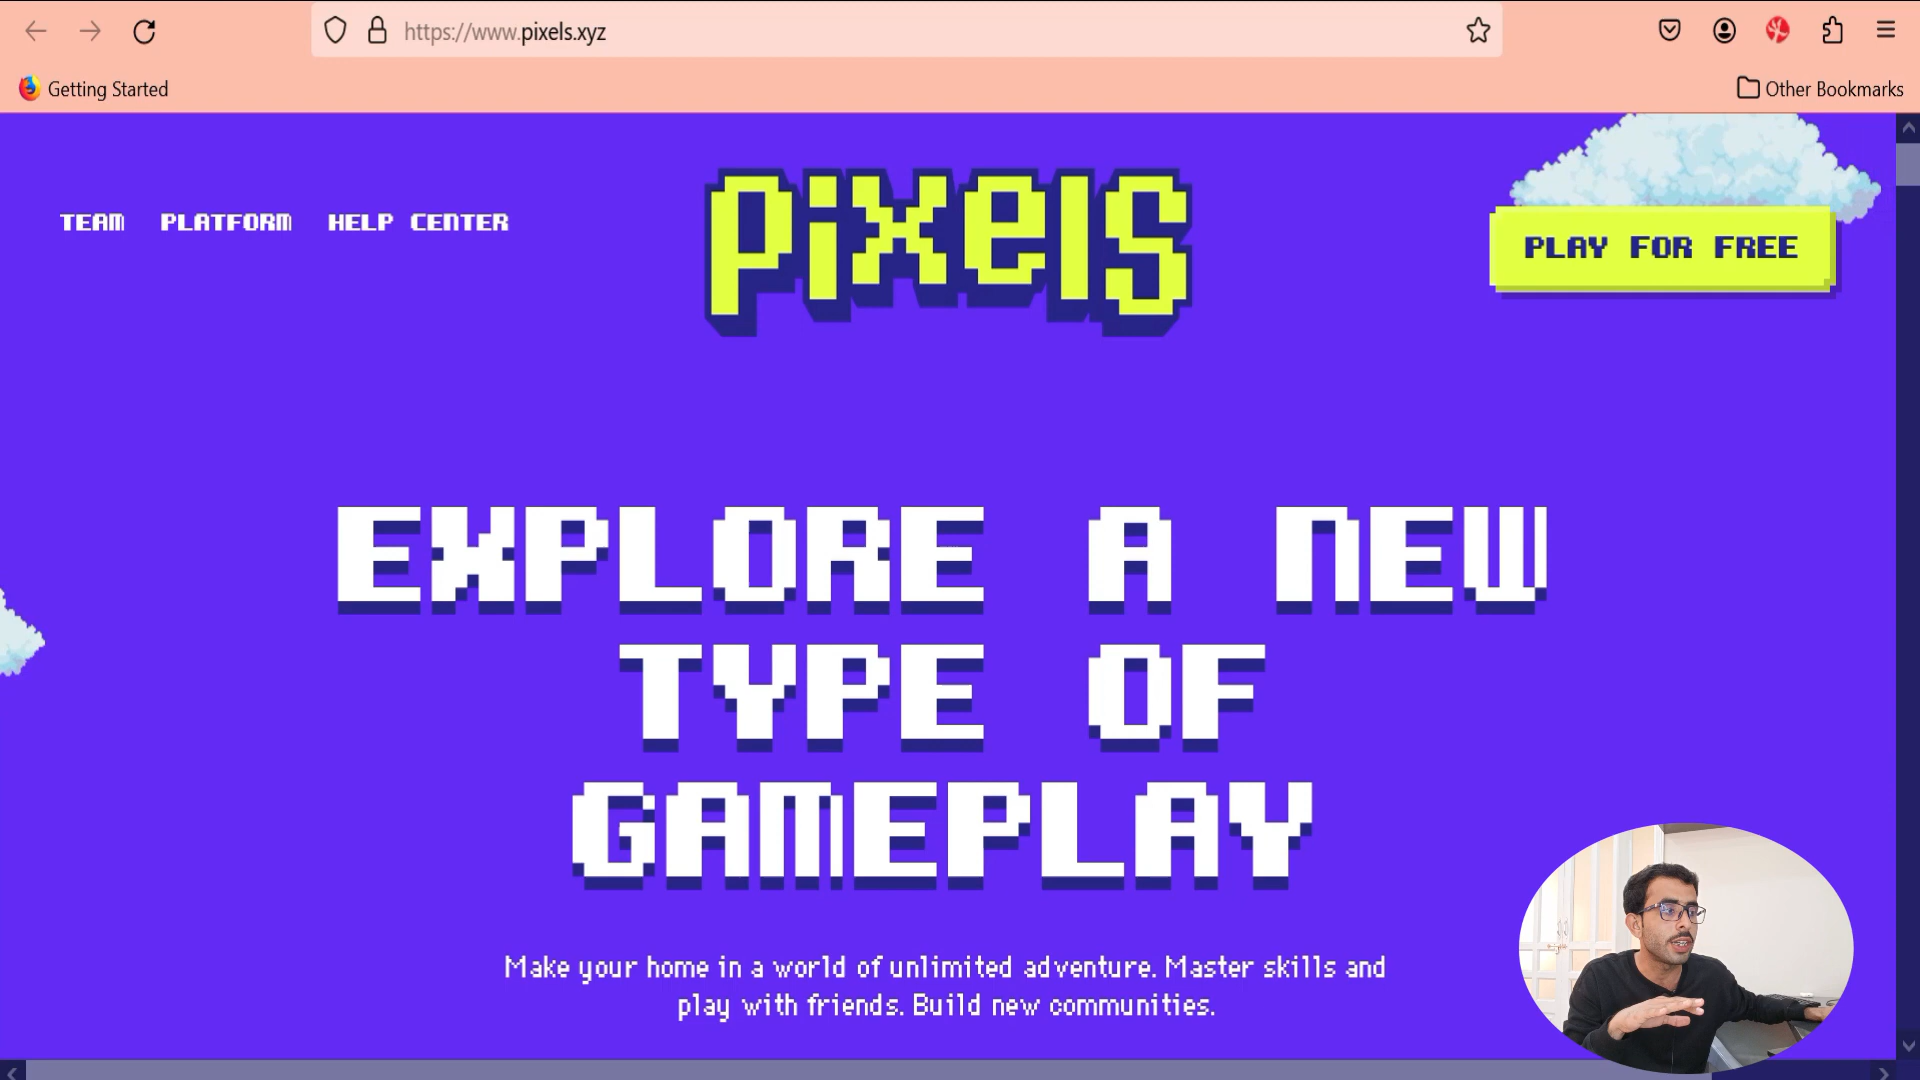 https://www.pixels.xyz
Getting Started
Other Bookmarks
TEAM PLATFORM HELP CENTER
pixels
PLAY FOR FREE
EXPLORE A NEW
TYPE OF
GAMEPLAY
Make your home in a world of unlimited adventure. Master skills and
play with friends. Build new communities.